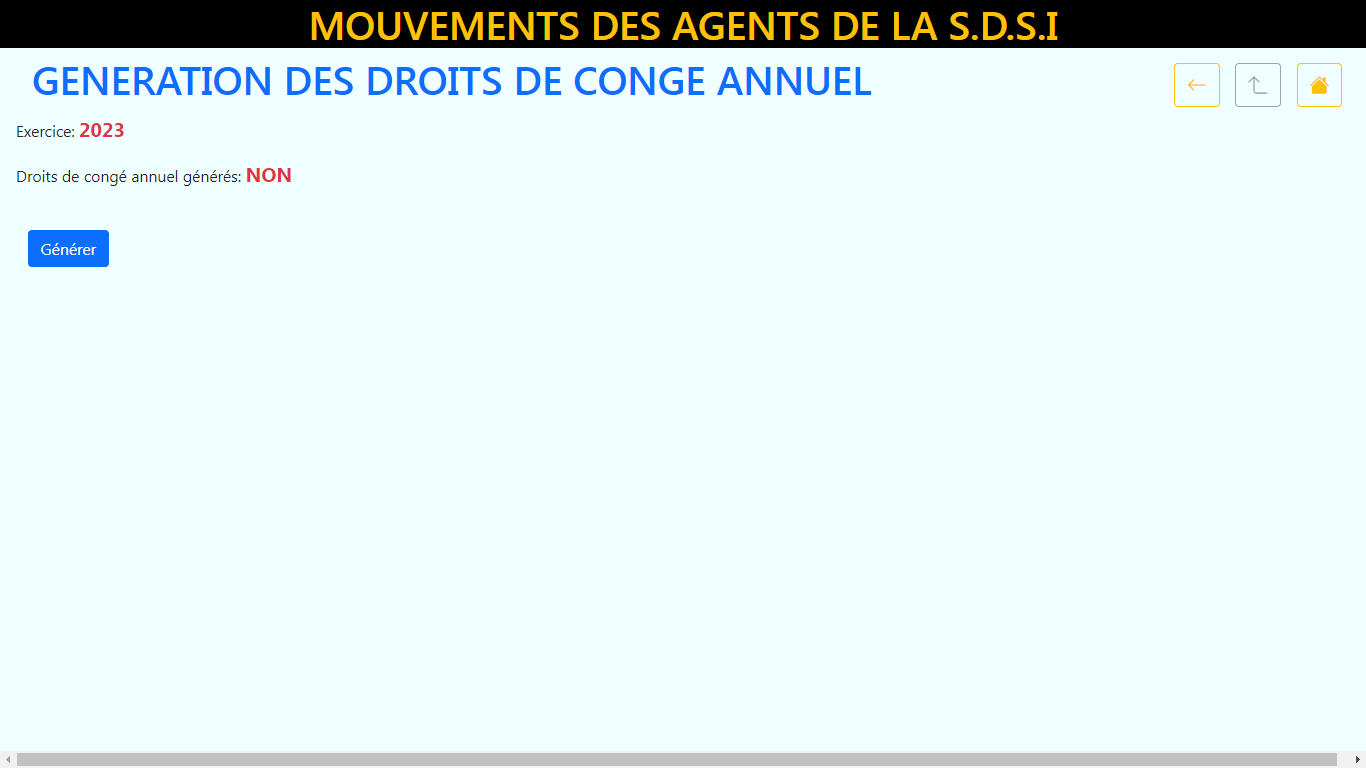 MOUVEMENTS DES AGENTS DE LA S.D.S.I
GENERATION DES DROITS DE CONGE ANNUEL
Exercice: 2023
Droits de congé annuel générés: NON
Générer